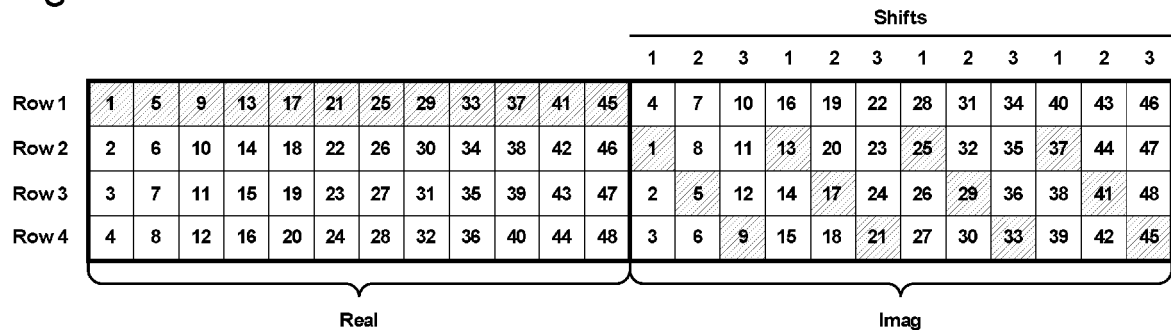 Shifts
1 2 3 1 2 3 1 2 3 1 2 3
Row 1 1 5 9 13 17 21 25 29 33 37 41 45 4 7 10 16 19 22 28 31 34 40 43 46
Row 2 2 6 10 14 18 22 26 30 34 38 42 46 1 8 11 13 20 23 25 32 35 37 44 47
Row 3 3 7 11 15 19 23 27 31 35 39 43 47 2 5 12 14 17 24 26 29 36 38 41 48
Row 4 4 8 12 16 20 24 28 32 36 40 44 48 3 6 9 15 18 21 27 30 33 39 42 45
Real Imag